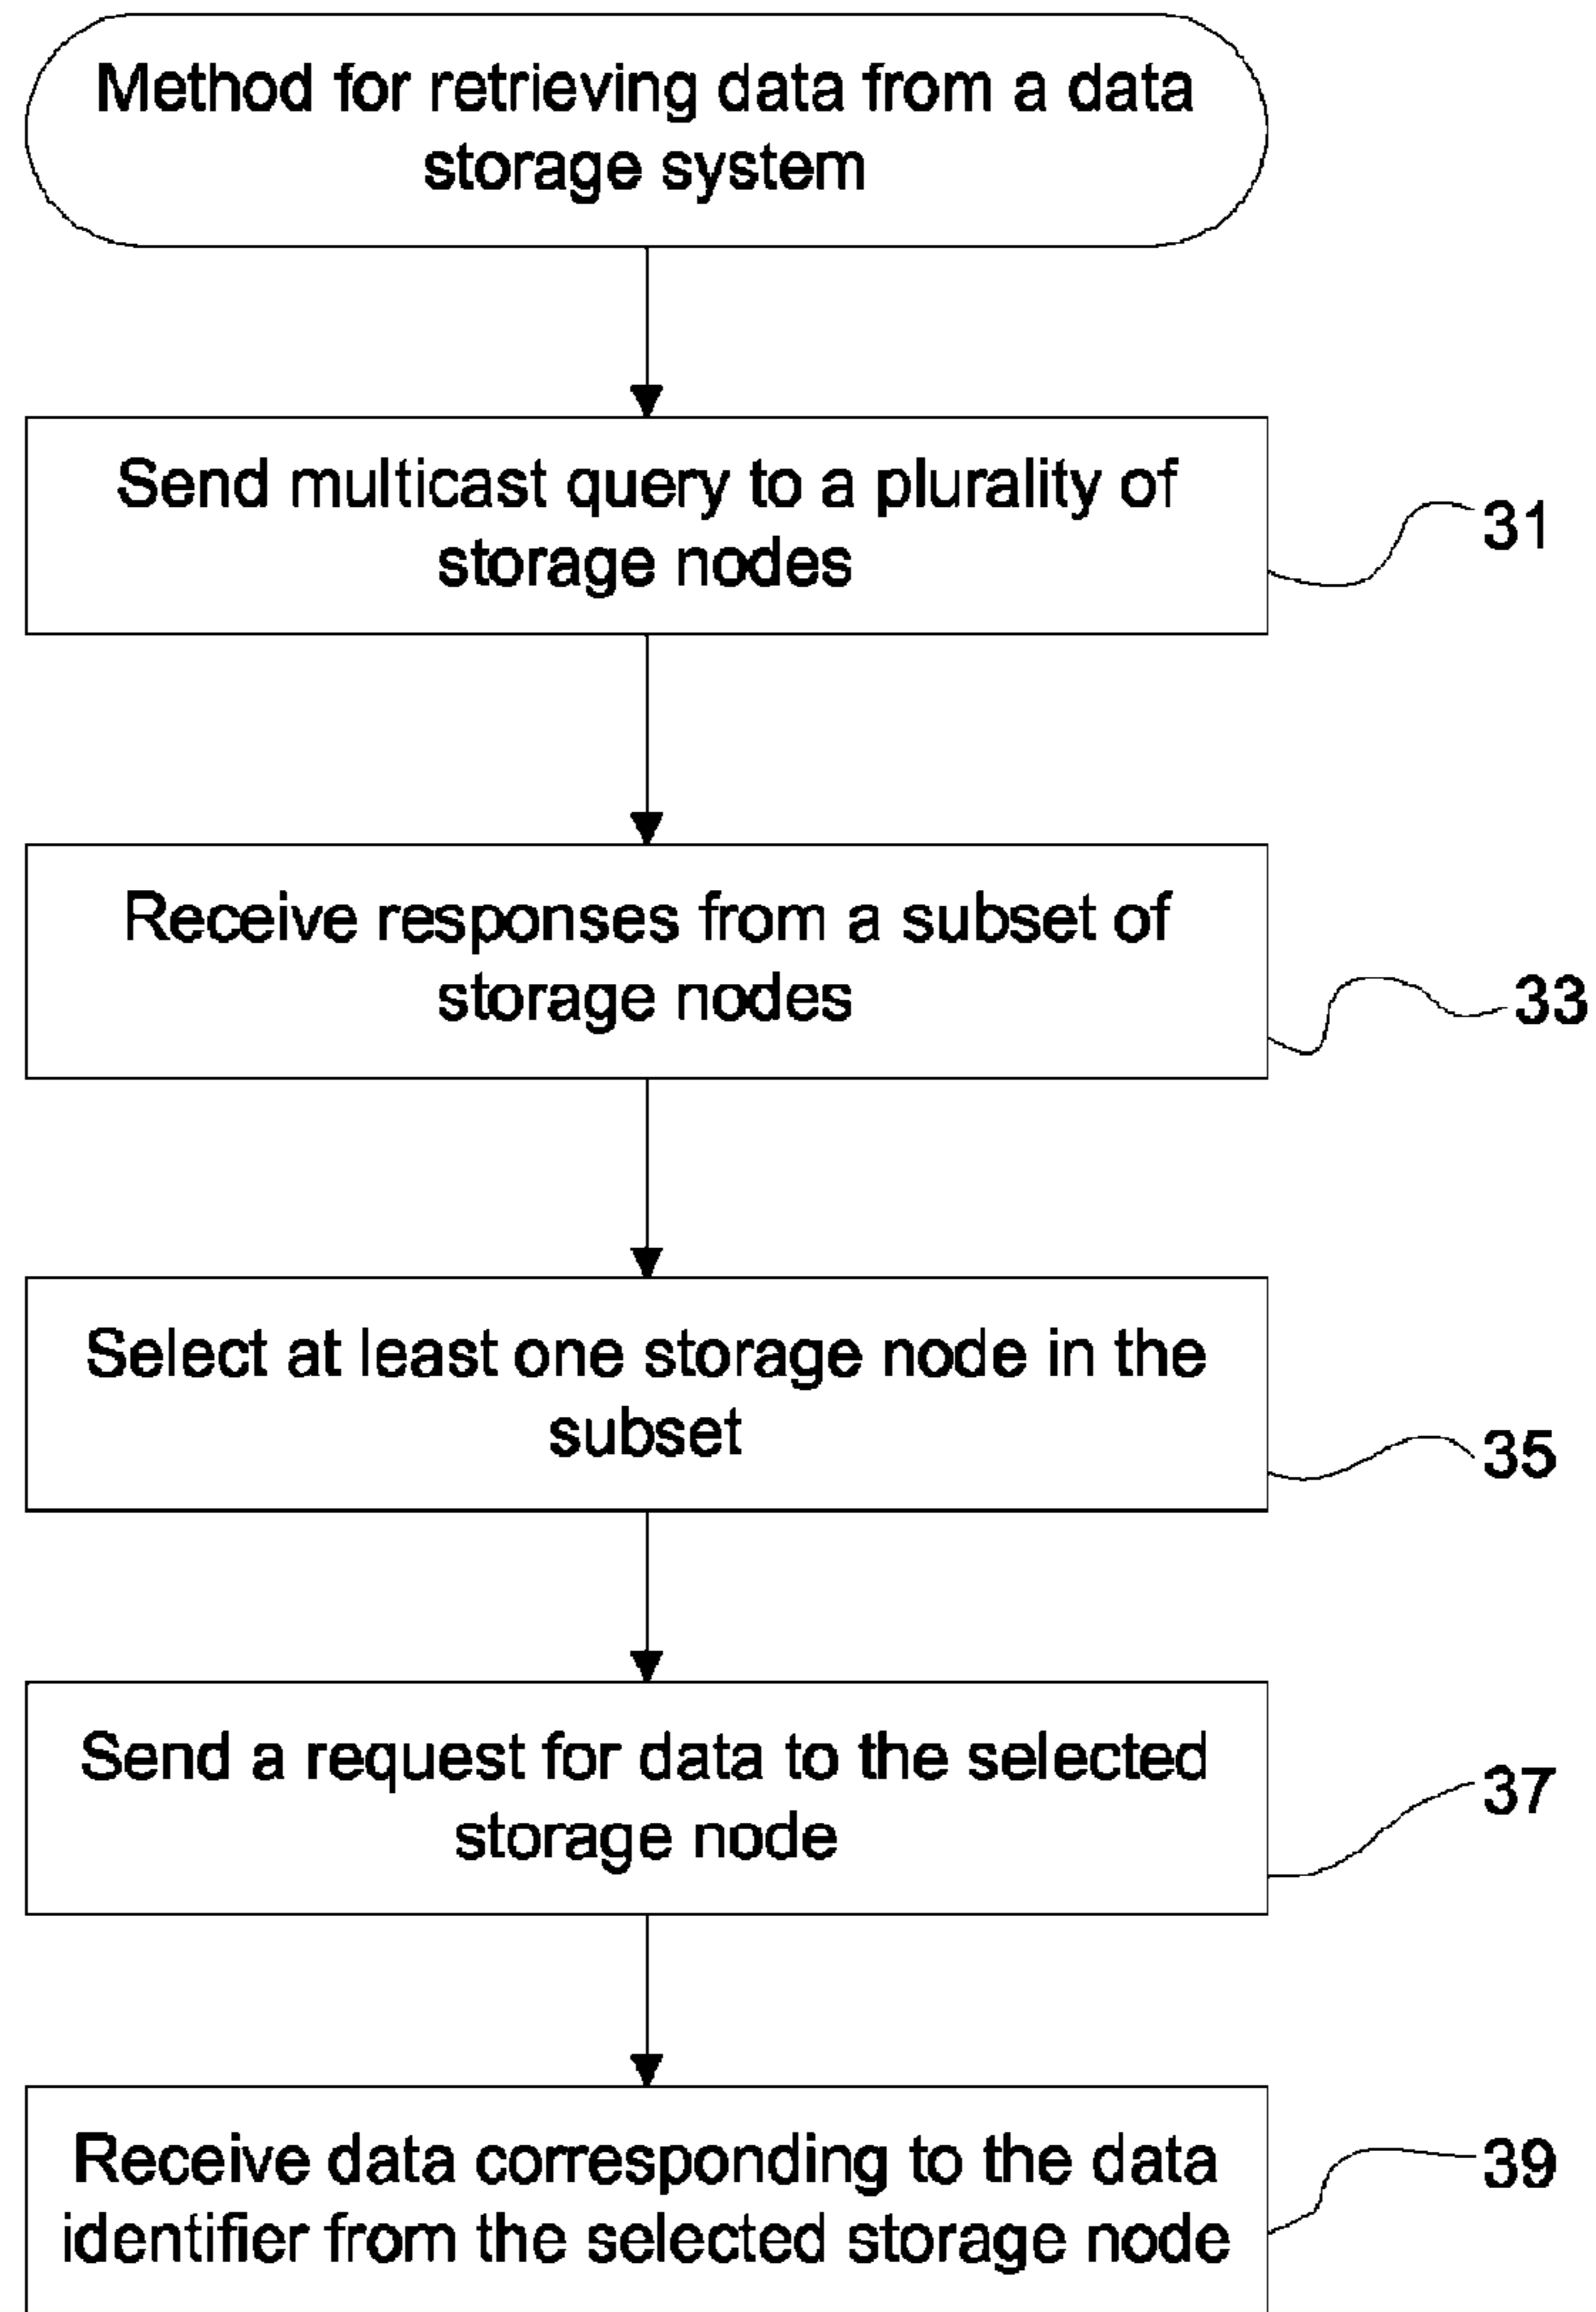 Method for retrieving data from a data
storage system
Send multicast query to a plurality of
storage nodes
31
Receive responses from a subset of
storage nodes
33
Select at least one storage node in the
subset
35
Send a request for data to the selected
storage node
37
Receive data corresponding to the data
identifier from the selected storage node
39